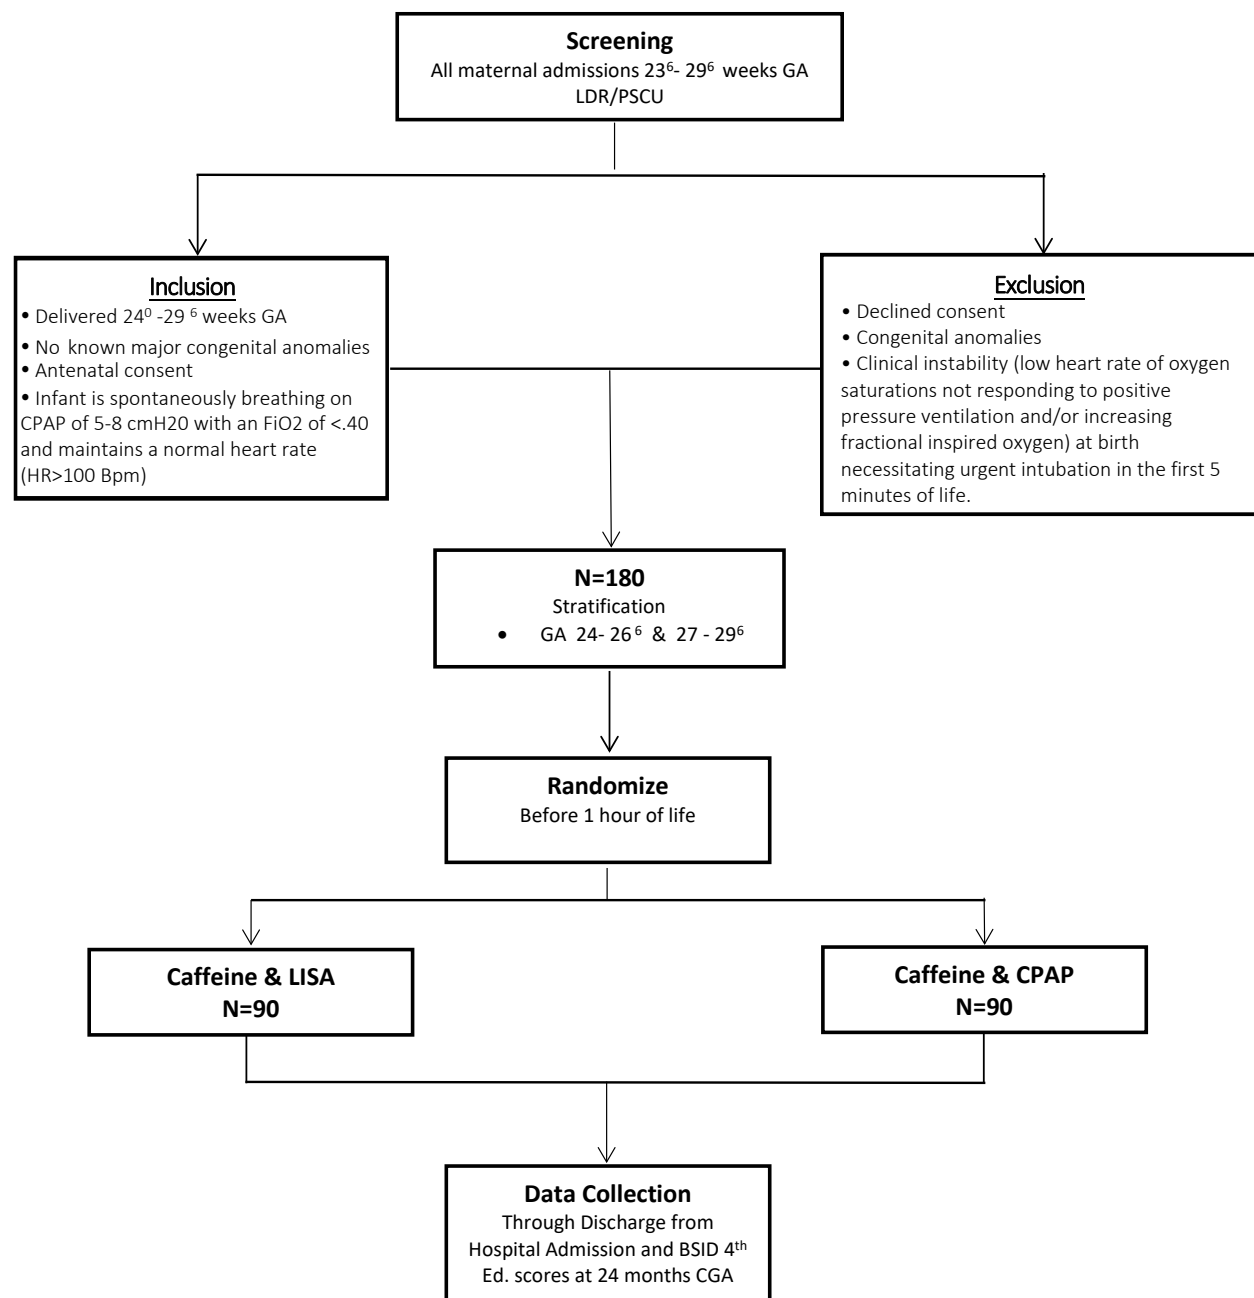 Screening
All maternal admissions 23⁶- 29⁶ weeks GA
LDR/PSCU
Inclusion
• Delivered 24⁰ -29 ⁶ weeks GA
• No known major congenital anomalies
• Antenatal consent
• Infant is spontaneously breathing on
CPAP of 5-8 cmH20 with an FiO2 of <.40
and maintains a normal heart rate
(HR>100 Bpm)
Exclusion
• Declined consent
• Congenital anomalies
• Clinical instability (low heart rate of oxygen
saturations not responding to positive
pressure ventilation and/or increasing
fractional inspired oxygen) at birth
necessitating urgent intubation in the first 5
minutes of life.
N=180
Stratification
• GA 24- 26⁶ & 27 - 29⁶
Randomize
Before 1 hour of life
Caffeine & LISA
N=90
Caffeine & CPAP
N=90
Data Collection
Through Discharge from
Hospital Admission and BSID 4ᵗʰ
Ed. scores at 24 months CGA